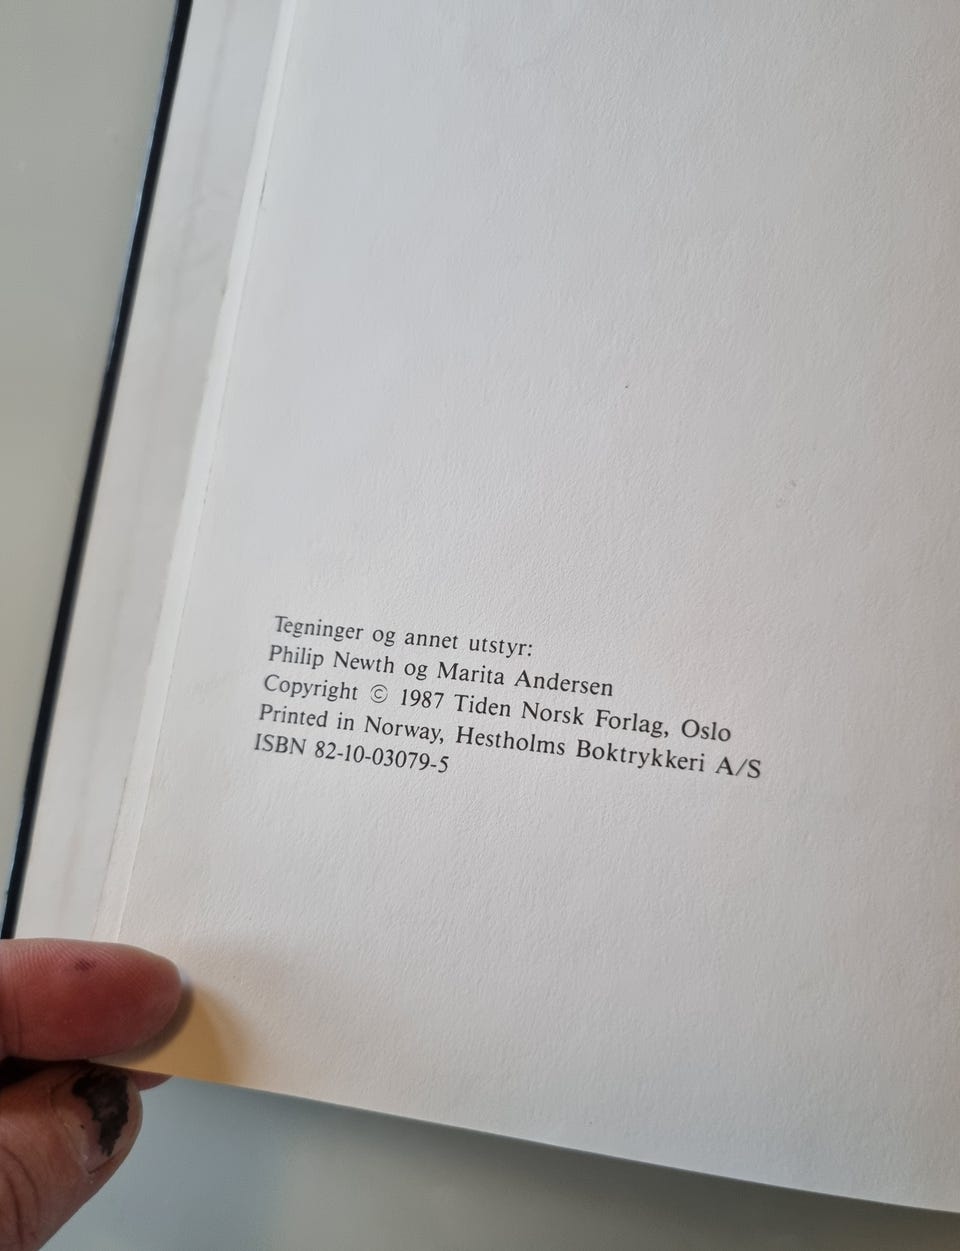 Tegninger og annet utstyr:
Philip Newth og Marita Andersen
Copyright © 1987 Tiden Norsk Forlag, Oslo
Printed in Norway, Hestholms Boktrykkeri A/S
ISBN 82-10-03079-5